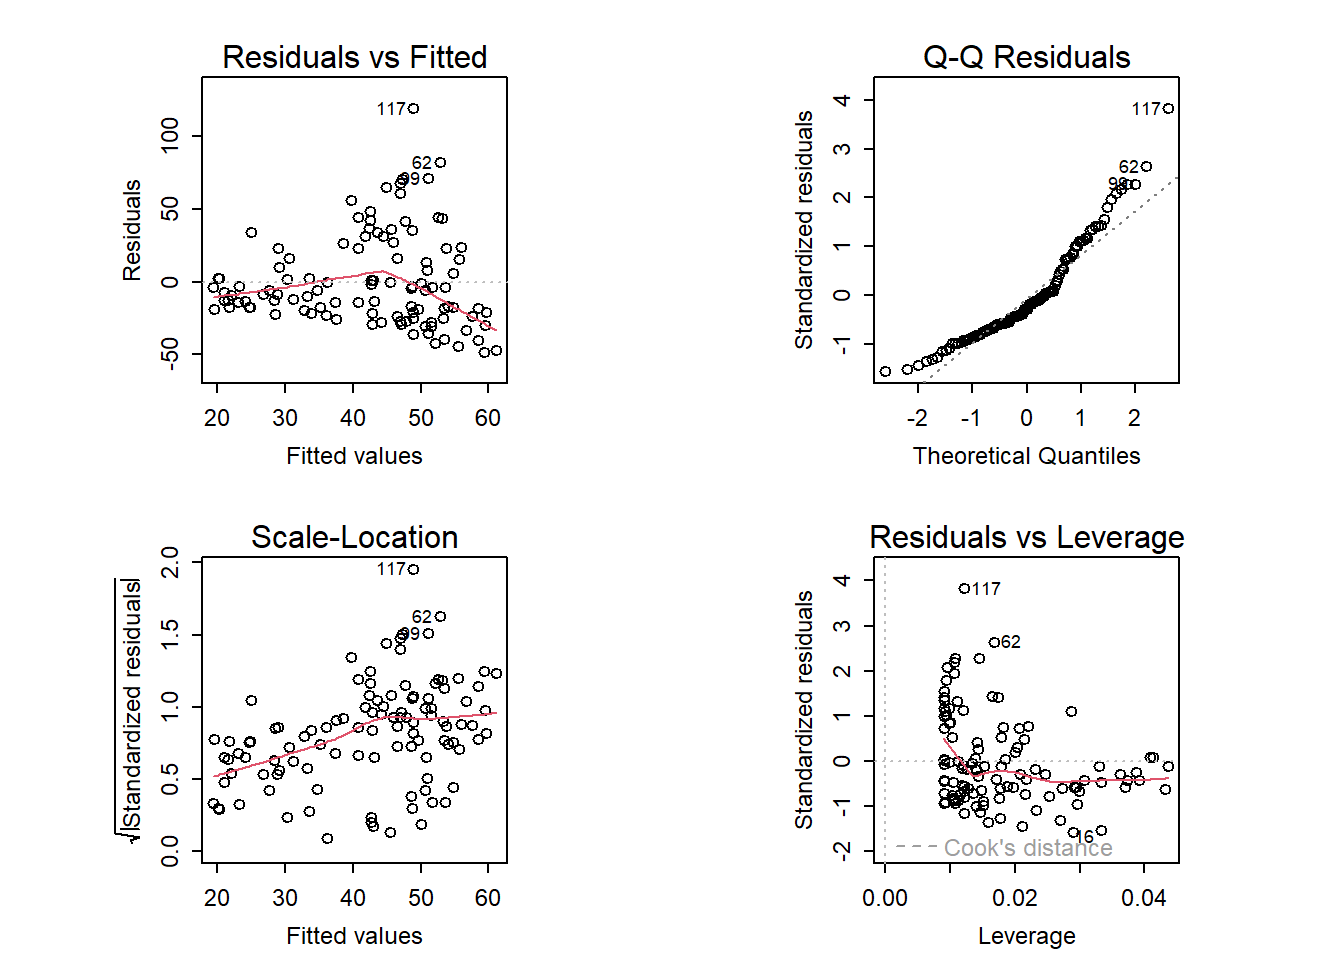 Residuals vs Fitted
Residuals
100
50
0
-50
117
62
99
20 30 40 50 60
Fitted values
Q-Q Residuals
Standardized residuals
4
3
2
1
0
-1
117
62
99
-2 -1 0 1 2
Theoretical Quantiles
Scale-Location
√|Standardized residuals|
2.0
1.5
1.0
0.5
0.0
117
62
99
20 30 40 50 60
Fitted values
Residuals vs Leverage
Standardized residuals
4
3
2
1
0
-1
-2
117
62
16
Cook's distance
0.00 0.02 0.04
Leverage